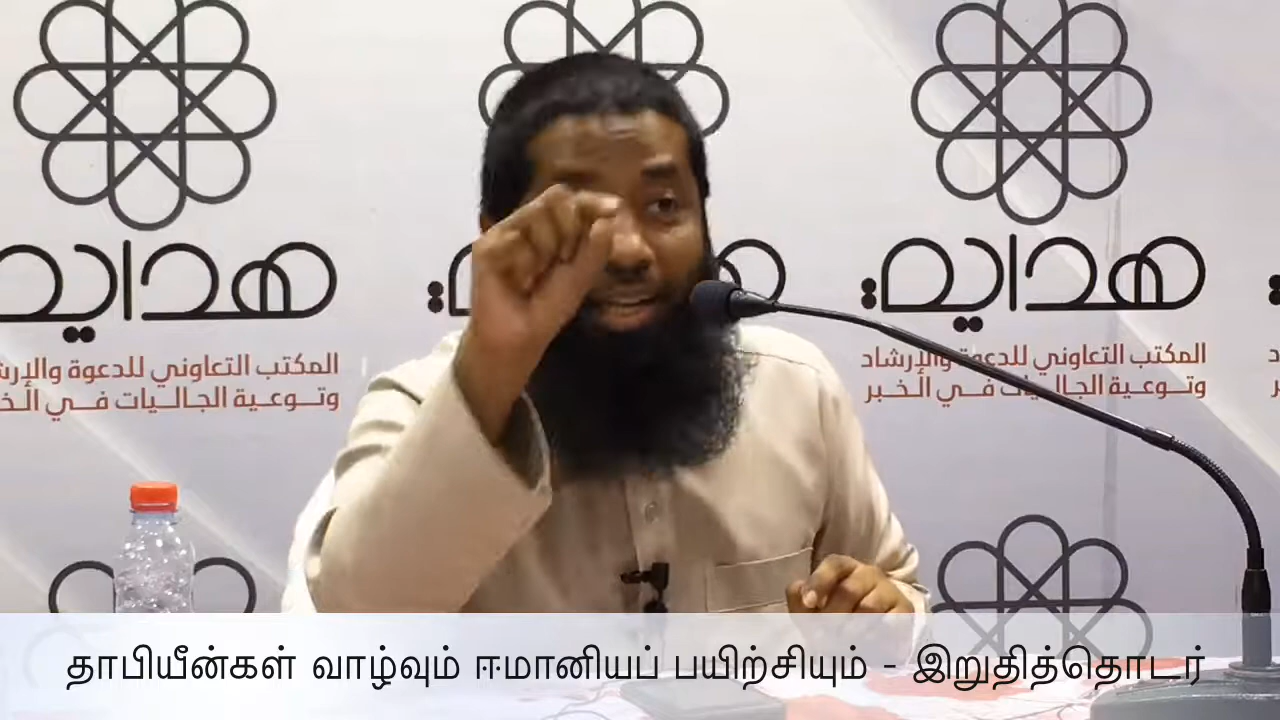 هداية
المكتب التعاوني للدعوة والإرشاد
وتوعية الجاليات في الخبر
هداية
المكتب التعاوني للدعوة والإرشاد
وتوعية الجاليات في الخبر
தாபியீன்கள் வாழ்வும் ஈமானியப் பயிற்சியும் - இறுதித்தொடர்